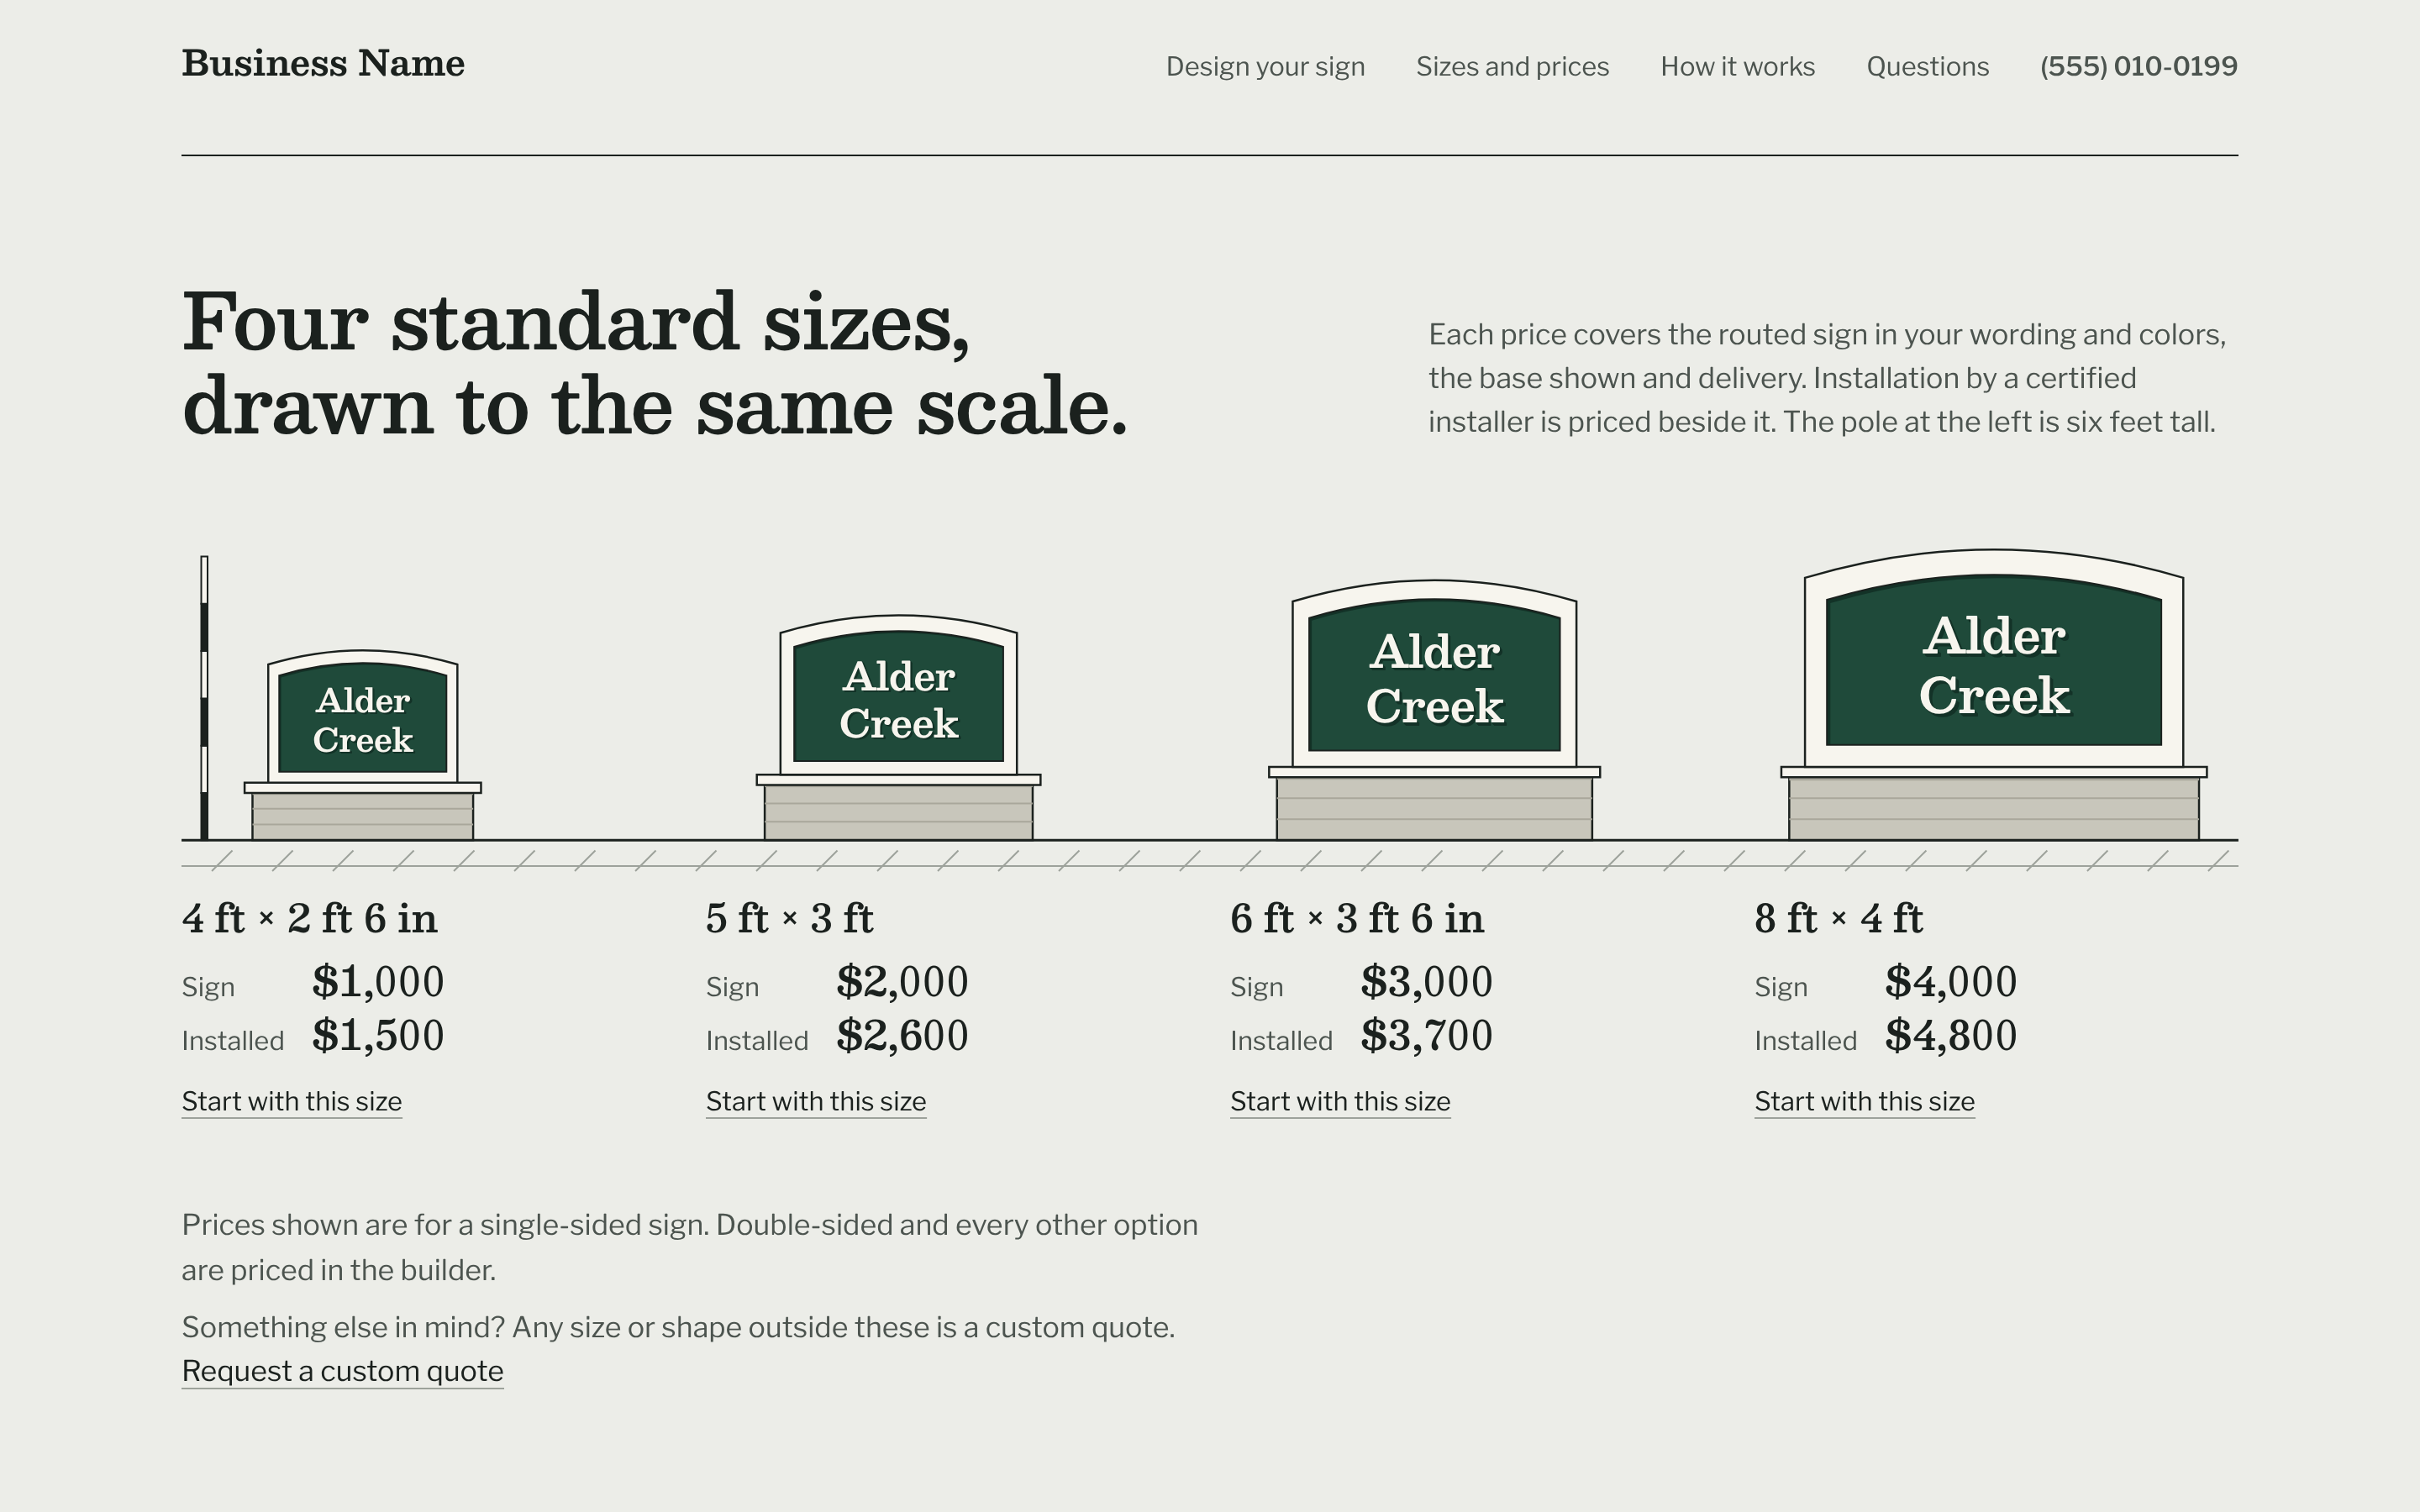 Business Name
Design your sign
Sizes and prices
How it works
Questions
(555) 010-0199
Four standard sizes,
drawn to the same scale.
Each price covers the routed sign in your wording and colors,
the base shown and delivery. Installation by a certified
installer is priced beside it. The pole at the left is six feet tall.
Alder
Creek
Alder
Creek
Alder
Creek
Alder
Creek
4 ft × 2 ft 6 in
Sign $1,000
Installed $1,500
Start with this size
5 ft × 3 ft
Sign $2,000
Installed $2,600
Start with this size
6 ft × 3 ft 6 in
Sign $3,000
Installed $3,700
Start with this size
8 ft × 4 ft
Sign $4,000
Installed $4,800
Start with this size
Prices shown are for a single-sided sign. Double-sided and every other option
are priced in the builder.
Something else in mind? Any size or shape outside these is a custom quote.
Request a custom quote